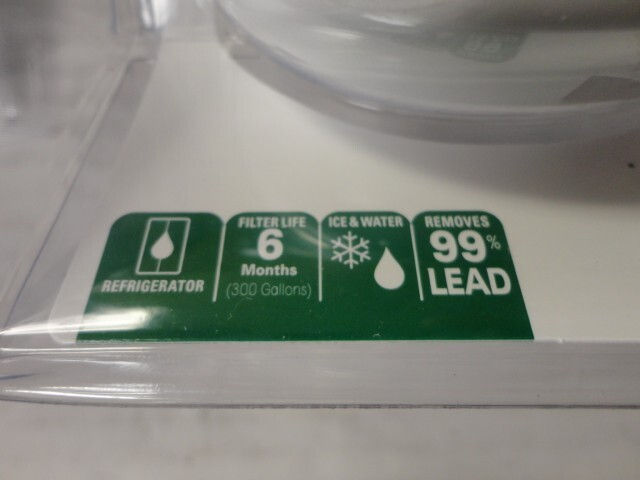 REFRIGERATOR
FILTER LIFE
6
Months
(300 Gallons)
ICE & WATER
REMOVES
99%
LEAD